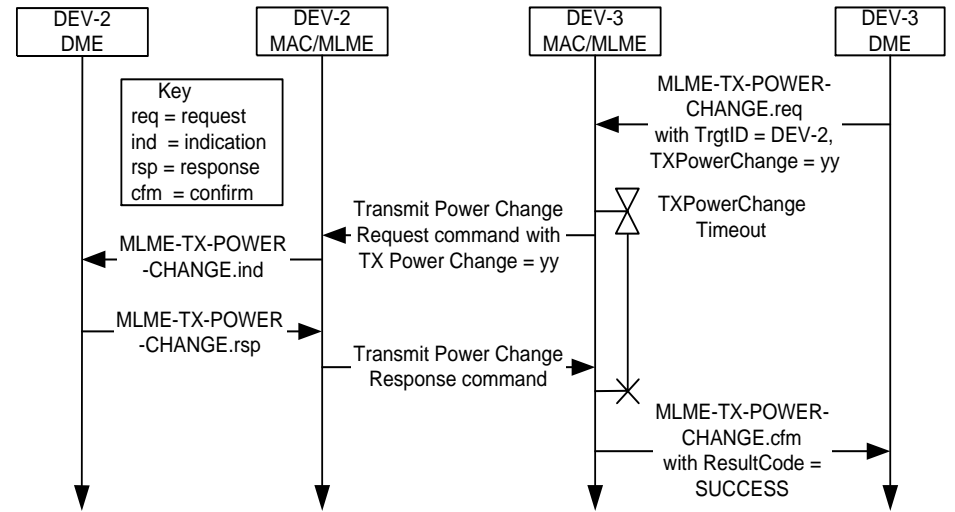 DEV-2
DME
DEV-2
MAC/MLME
DEV-3
MAC/MLME
DEV-3
DME
Key
req = request
ind = indication
rsp = response
cfm = confirm
MLME-TX-POWER-
CHANGE.req
with TrgtID = DEV-2,
TXPowerChange = yy
TXPowerChange
Timeout
Transmit Power Change
Request command with
TX Power Change = yy
MLME-TX-POWER
-CHANGE.ind
MLME-TX-POWER
-CHANGE.rsp
Transmit Power Change
Response command
MLME-TX-POWER-
CHANGE.cfm
with ResultCode =
SUCCESS